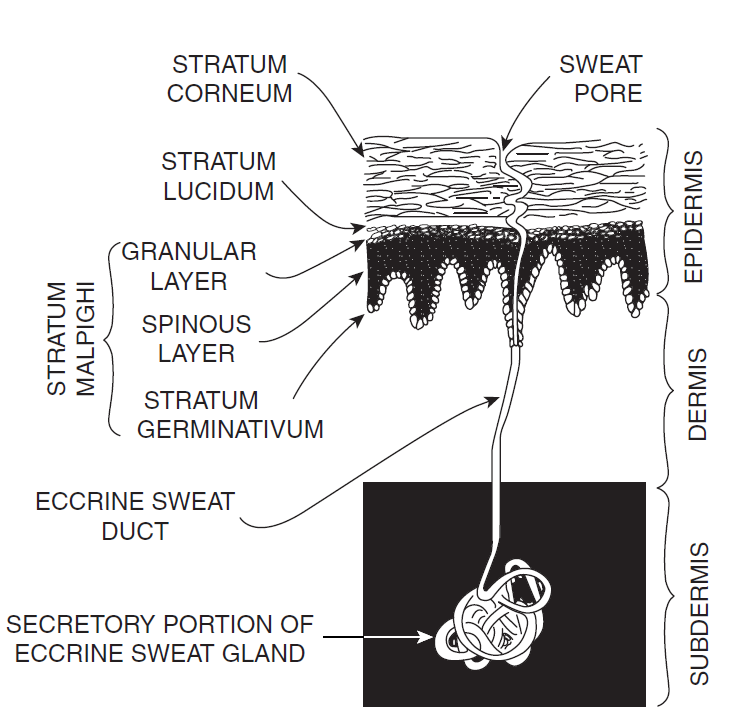 STRATUM
CORNEUM
SWEAT
PORE
STRATUM
LUCIDUM
GRANULAR
LAYER
SPINOUS
LAYER
STRATUM
GERMINATIVUM
STRATUM
MALPIGHI
ECCRINE SWEAT
DUCT
SECRETORY PORTION OF
ECCRINE SWEAT GLAND
EPIDERMIS
DERMIS
SUBDERMIS